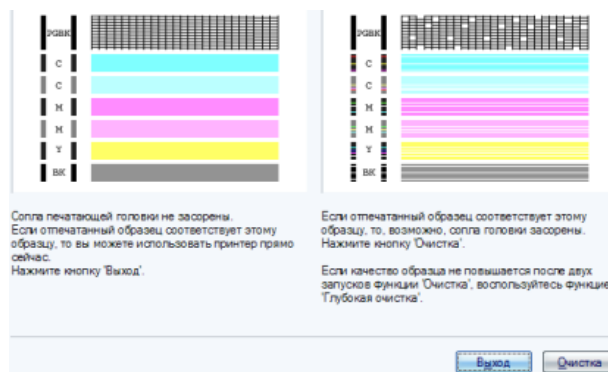 PGBK
C
C
M
M
Y
BK
Сопла печатающей головки не засорены.
Если отпечатанный образец соответствует этому
образцу, то вы можете использовать принтер прямо
сейчас.
Нажмите кнопку 'Выход'.
PGBK
C
C
M
M
Y
BK
Если отпечатанный образец соответствует этому
образцу, то, возможно, сопла головки засорены.
Нажмите кнопку 'Очистка'.
Если качество образца не повышается после двух
запусков функции 'Очистка', воспользуйтесь функцие
'Глубокая очистка'.
Выход
Очистка